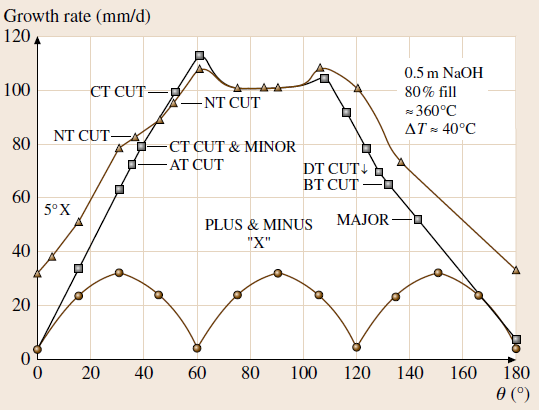 Growth rate (mm/d)
120
100
80
60
40
20
0
0 20 40 60 80 100 120 140 160 180
θ (°)
0.5 m NaOH
80% fill
≈360°C
ΔT ≈ 40°C
CT CUT
NT CUT
NT CUT
CT CUT & MINOR
AT CUT
DT CUT↓
BT CUT
5° X
PLUS & MINUS
"X"
MAJOR